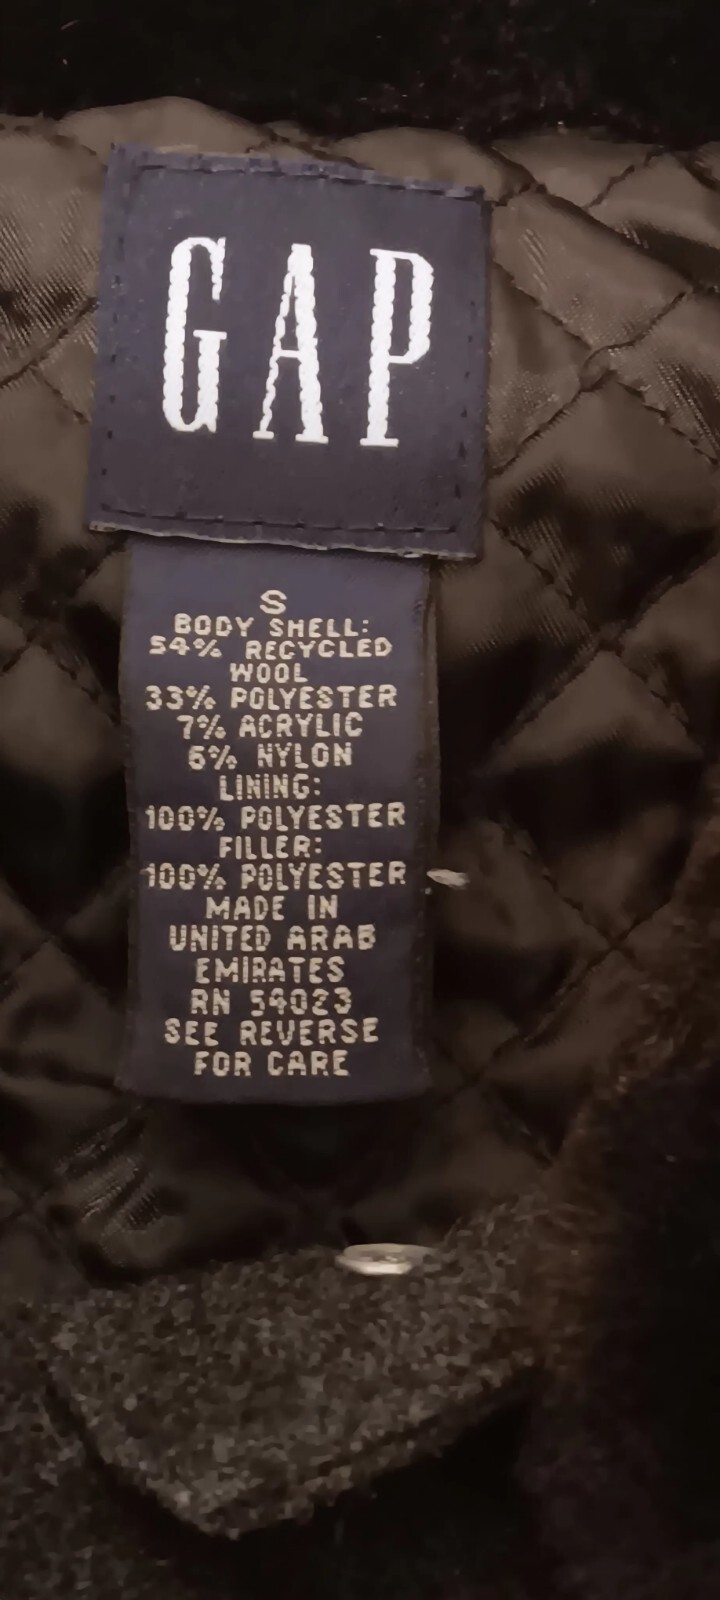 GAP
S
BODY SHELL:
54% RECYCLED
WOOL
33% POLYESTER
7% ACRYLIC
6% NYLON
LINING:
100% POLYESTER
FILLER:
100% POLYESTER
MADE IN
UNITED ARAB
EMIRATES
RN 54023
SEE REVERSE
FOR CARE